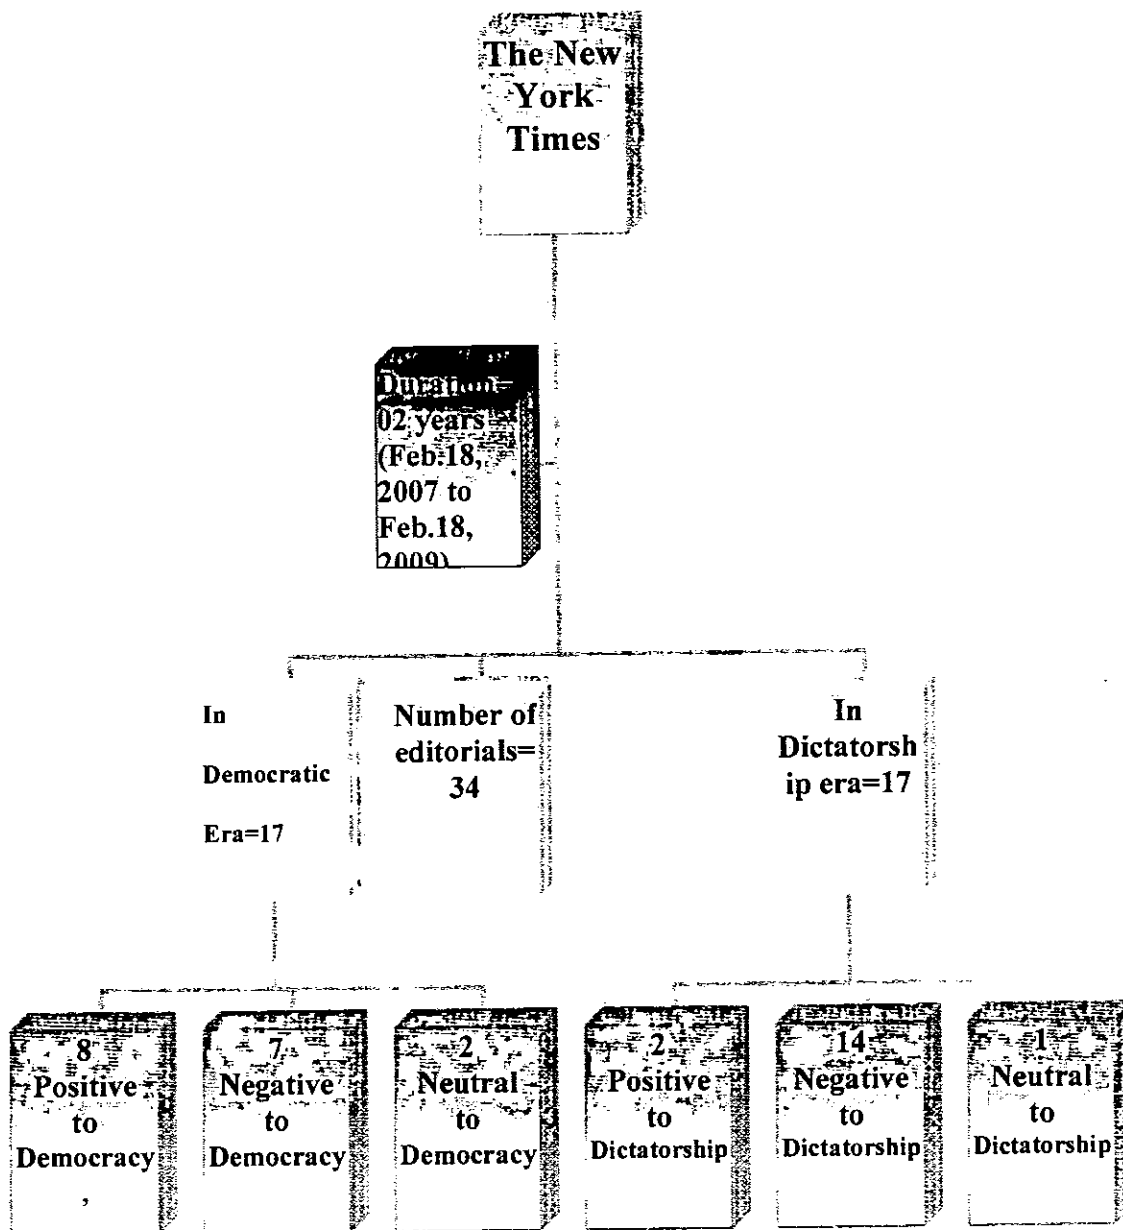 The New
York
Times
Duration=
02 years
(Feb.18,
2007 to
Feb.18,
2009)
In
Democratic
Era=17
Number of
editorials=
34
In
Dictatorsh
ip era=17
8
Positive
to
Democracy
,
7
Negative
to
Democracy
2
Neutral
to
Democracy
2
Positive
to
Dictatorship
14
Negative
to
Dictatorship
1
Neutral
to
Dictatorship